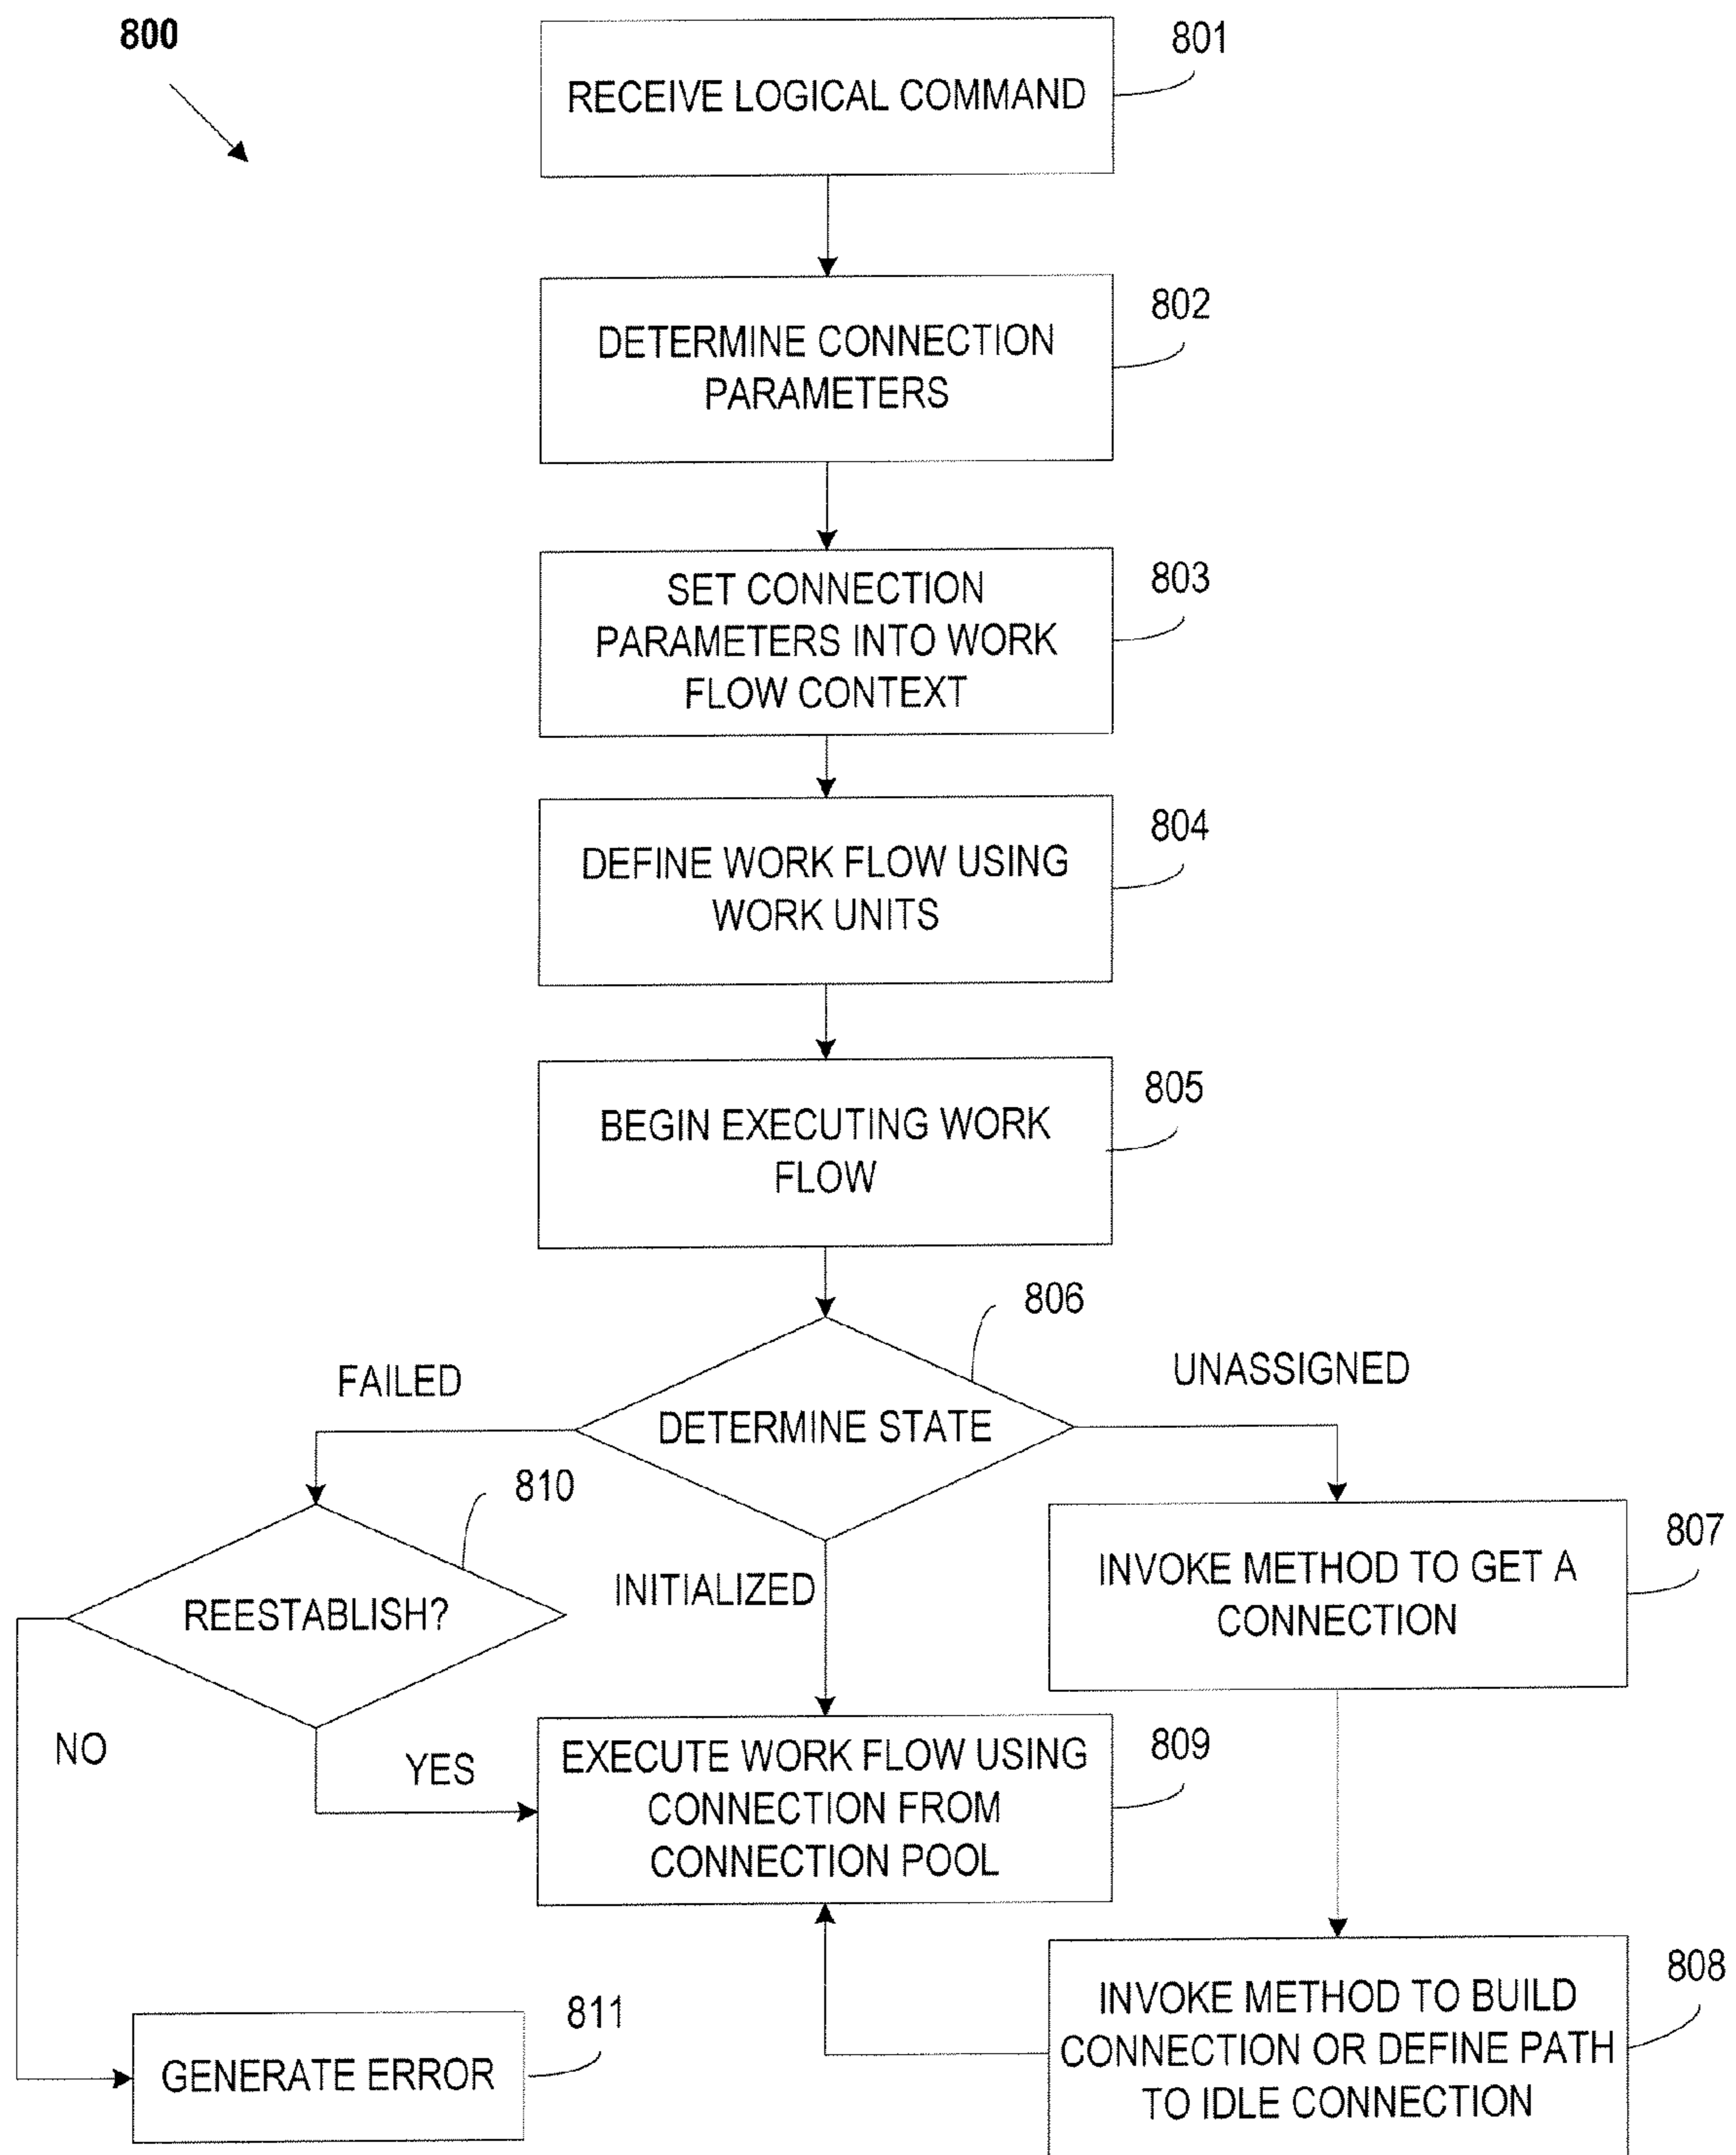 800
801
RECEIVE LOGICAL COMMAND
802
DETERMINE CONNECTION
PARAMETERS
803
SET CONNECTION
PARAMETERS INTO WORK
FLOW CONTEXT
804
DEFINE WORK FLOW USING
WORK UNITS
805
BEGIN EXECUTING WORK
FLOW
806
FAILED
UNASSIGNED
DETERMINE STATE
810
REESTABLISH?
INITIALIZED
807
INVOKE METHOD TO GET A
CONNECTION
NO
YES
809
EXECUTE WORK FLOW USING
CONNECTION FROM
CONNECTION POOL
808
INVOKE METHOD TO BUILD
CONNECTION OR DEFINE PATH
TO IDLE CONNECTION
811
GENERATE ERROR